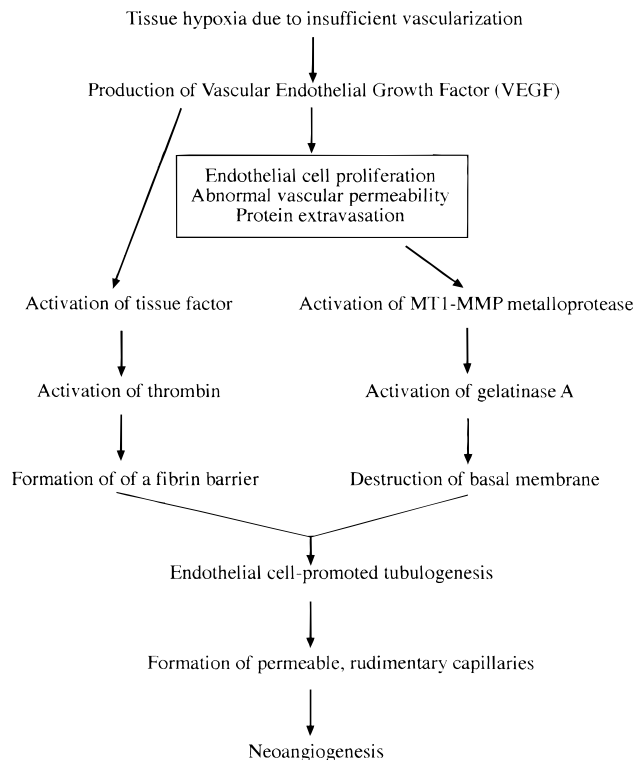 Tissue hypoxia due to insufficient vascularization
Production of Vascular Endothelial Growth Factor (VEGF)
Endothelial cell proliferation
Abnormal vascular permeability
Protein extravasation
Activation of tissue factor
Activation of MT1-MMP metalloprotease
Activation of thrombin
Activation of gelatinase A
Formation of of a fibrin barrier
Destruction of basal membrane
Endothelial cell-promoted tubulogenesis
Formation of permeable, rudimentary capillaries
Neoangiogenesis